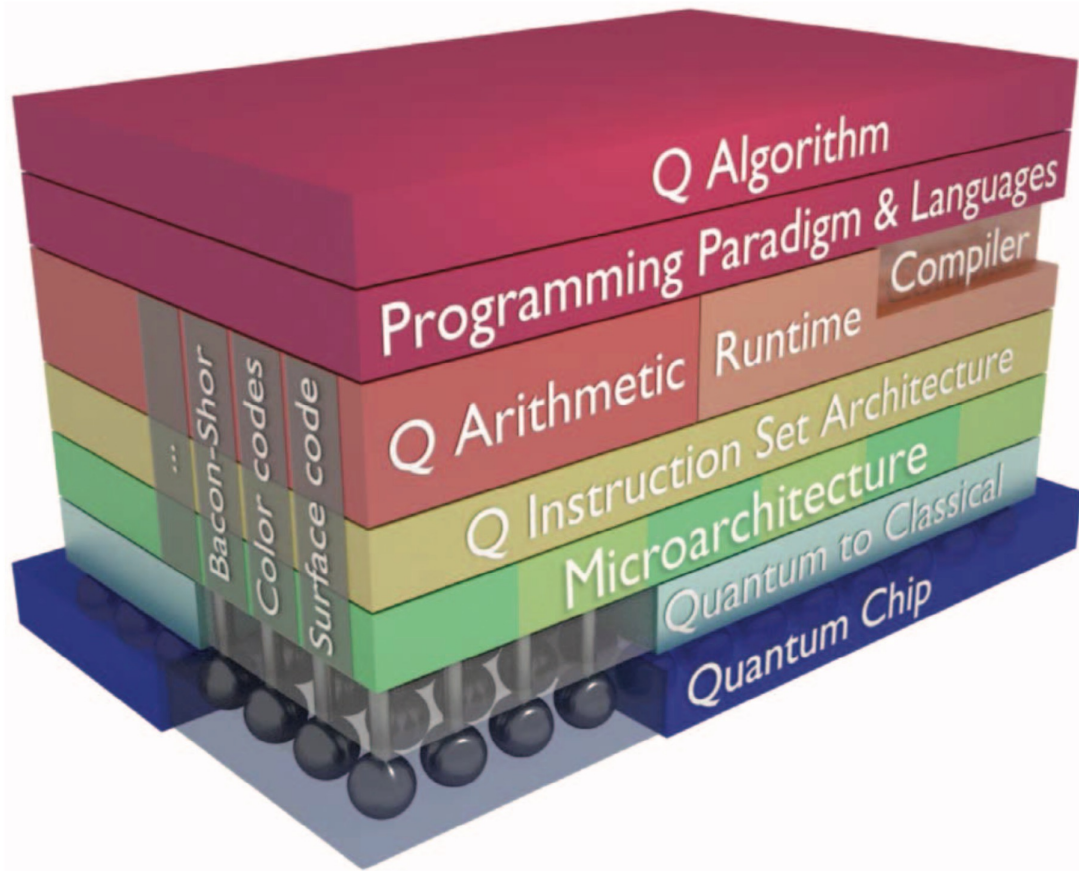 Q Algorithm
Programming Paradigm & Languages
Q Arithmetic
Runtime
Compiler
Q Instruction Set Architecture
Microarchitecture
Quantum to Classical
Quantum Chip
...
Bacon-Shor
Color codes
Surface code